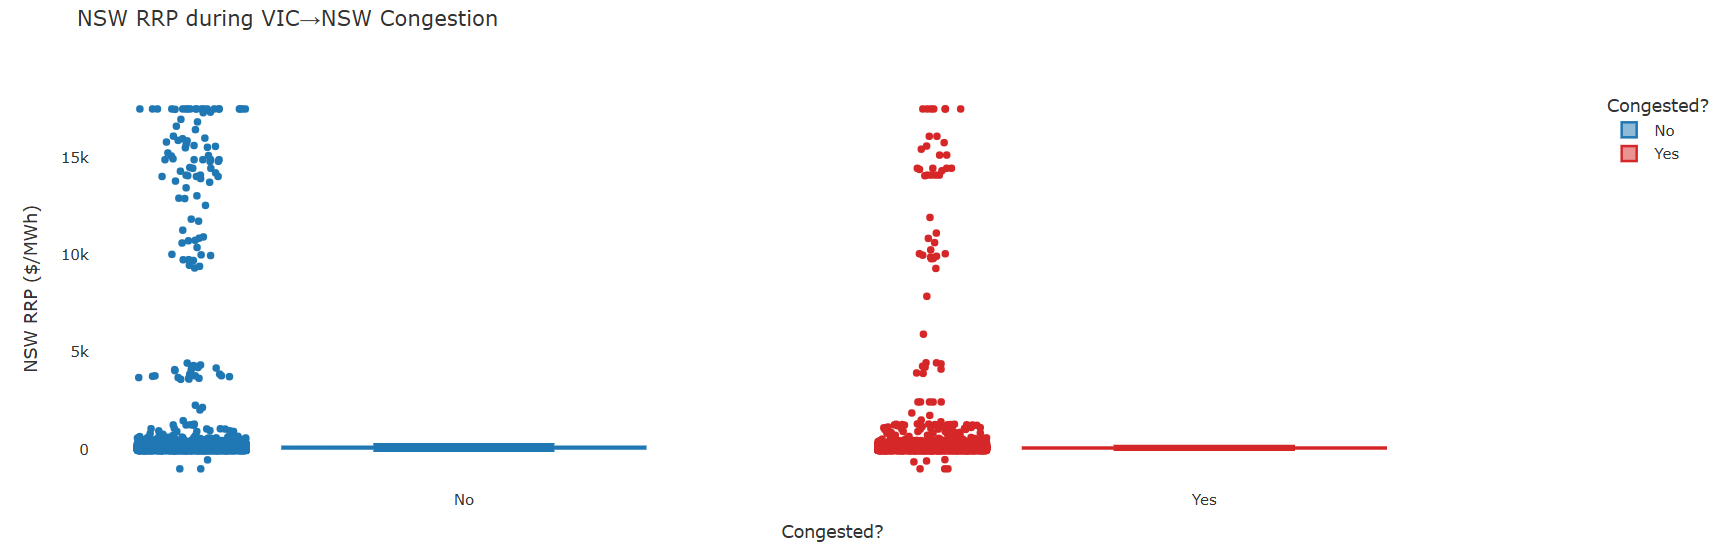 NSW RRP during VIC→NSW Congestion
Congested?
No
Yes
NSW RRP ($/MWh)
15k
10k
5k
0
No
Yes
Congested?